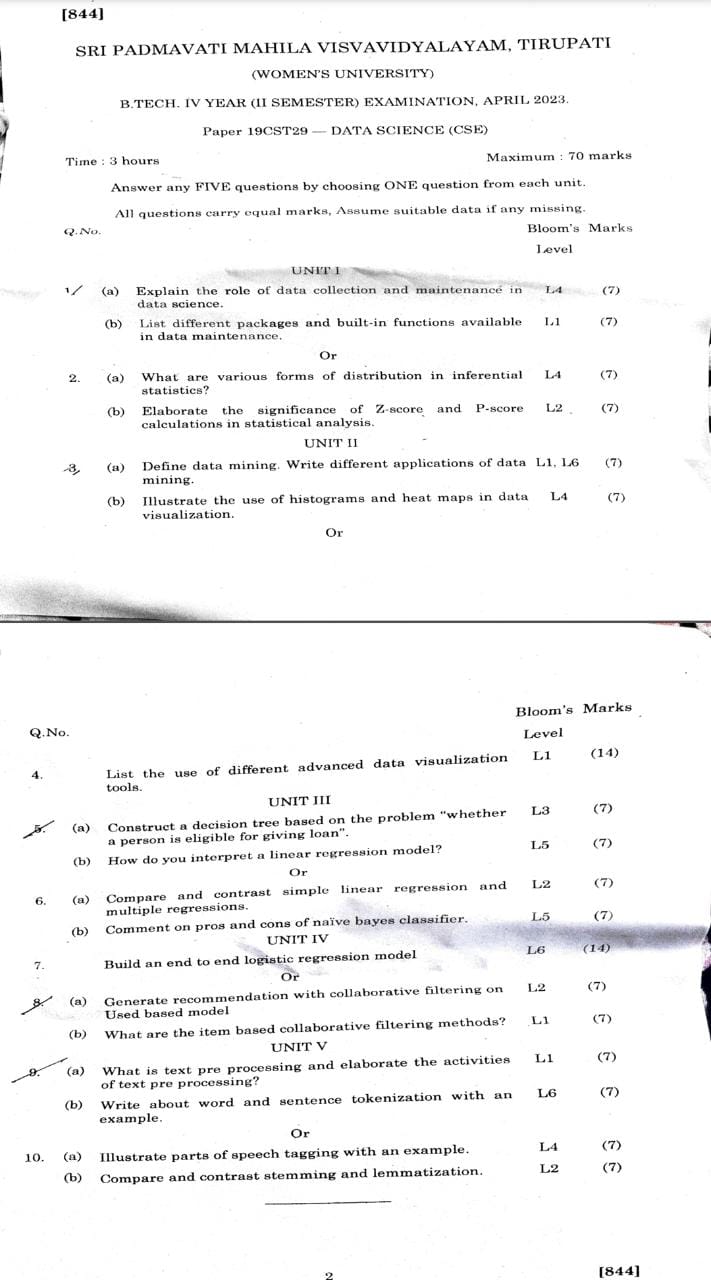 [844]
SRI PADMAVATI MAHILA VISVAVIDYALAYAM, TIRUPATI
(WOMEN'S UNIVERSITY)
B.TECH. IV YEAR (II SEMESTER) EXAMINATION, APRIL 2023.
Paper 19CST29 — DATA SCIENCE (CSE)
Time : 3 hours Maximum : 70 marks
Answer any FIVE questions by choosing ONE question from each unit.
All questions carry equal marks, Assume suitable data if any missing.
Q.No. Bloom's Marks
Level
UNIT I
1. (a) Explain the role of data collection and maintenance in L4 (7)
data science.
(b) List different packages and built-in functions available L1 (7)
in data maintenance.
Or
2. (a) What are various forms of distribution in inferential L4 (7)
statistics?
(b) Elaborate the significance of Z-score and P-score L2 (7)
calculations in statistical analysis.
UNIT II
3. (a) Define data mining. Write different applications of data L1, L6 (7)
mining.
(b) Illustrate the use of histograms and heat maps in data L4 (7)
visualization.
Or
Bloom's Marks
Q.No. Level
4. List the use of different advanced data visualization L1 (14)
tools.
UNIT III
5. (a) Construct a decision tree based on the problem "whether L3 (7)
a person is eligible for giving loan".
(b) How do you interpret a linear regression model? L5 (7)
Or
6. (a) Compare and contrast simple linear regression and L2 (7)
multiple regressions.
(b) Comment on pros and cons of naïve bayes classifier. L5 (7)
UNIT IV
7. Build an end to end logistic regression model L6 (14)
Or
8. (a) Generate recommendation with collaborative filtering on L2 (7)
Used based model
(b) What are the item based collaborative filtering methods? L1 (7)
UNIT V
9. (a) What is text pre processing and elaborate the activities L1 (7)
of text pre processing?
(b) Write about word and sentence tokenization with an L6 (7)
example.
Or
10. (a) Illustrate parts of speech tagging with an example. L4 (7)
(b) Compare and contrast stemming and lemmatization. L2 (7)
2 [844]